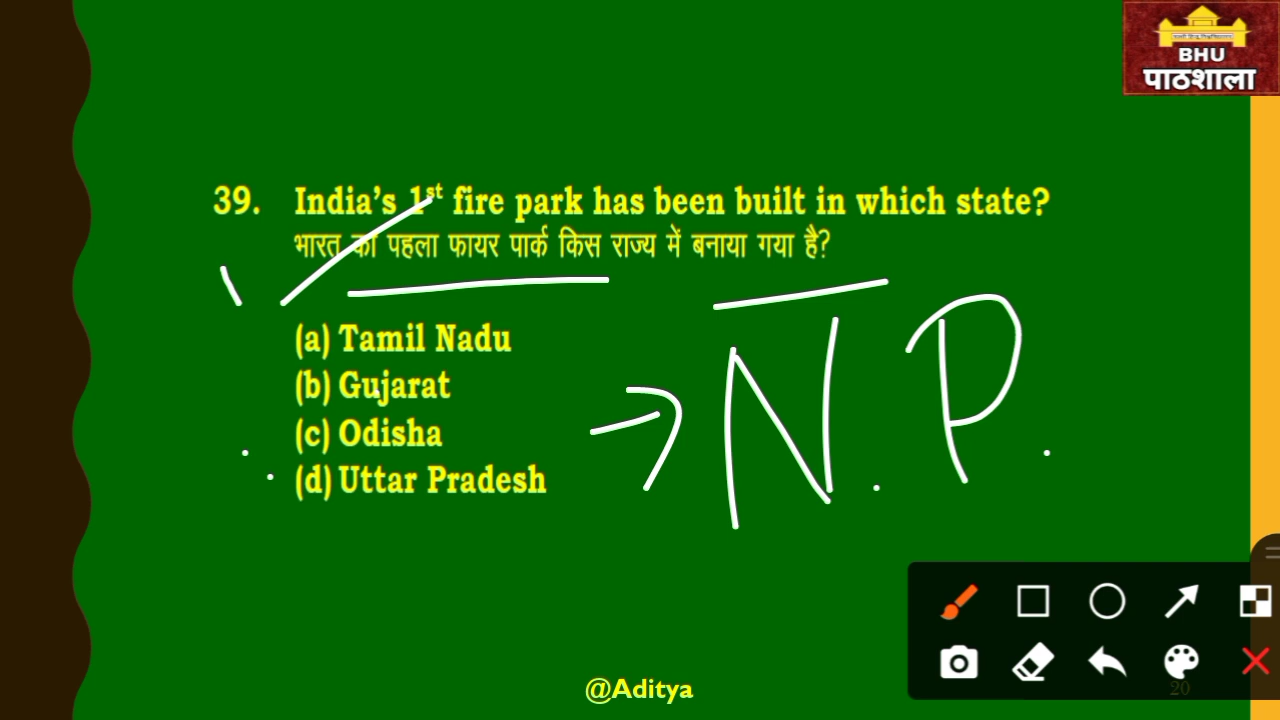 BHU
पाठशाला
39. India's 1st fire park has been built in which state?
भारत का पहला फायर पार्क किस राज्य में बनाया गया है?
(a) Tamil Nadu
(b) Gujarat
(c) Odisha
(d) Uttar Pradesh
→ N.P.
@Aditya
20